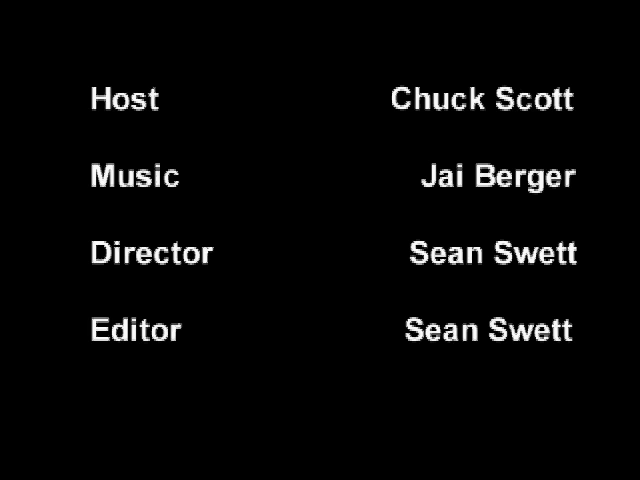 Host Chuck Scott
Music Jai Berger
Director Sean Swett
Editor Sean Swett